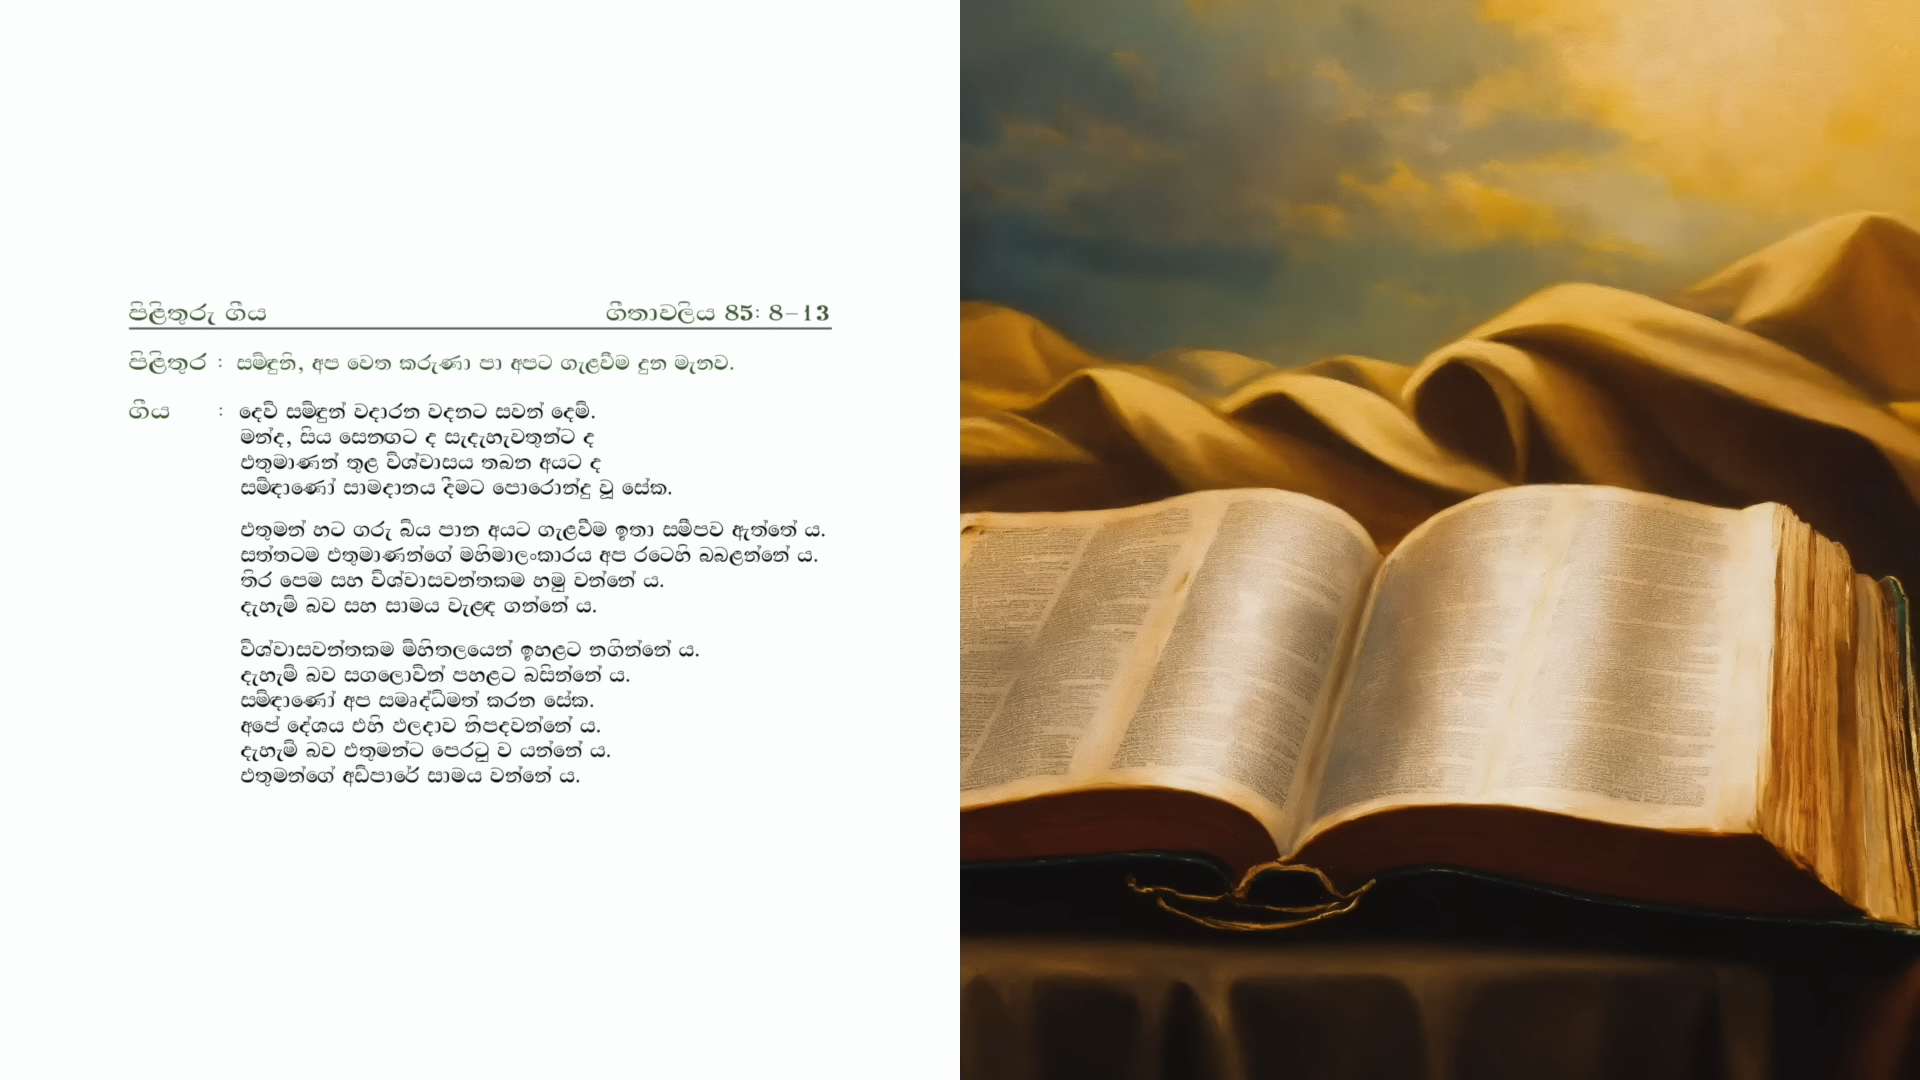 පිළිතුරු ගීය ගීතාවලිය 85: 8–13
පිළිතුර : සමිඳුනි, අප වෙත කරුණා පා අපට ගැළවීම දුන මැනව.
ගීය : දෙවි සමිඳුන් වදාරන වදනට සවන් දෙමි.
මන්ද, සිය සෙනඟට ද සැදැහැවතුන්ට ද
එතුමාණන් තුළ විශ්වාසය තබන අයට ද
සමිඳාණෝ සාමදානය දීමට පොරොන්දු වූ සේක.
එතුමන් හට ගරු බිය පාන අයට ගැළවීම ඉතා සමීපව ඇත්තේ ය.
සත්තටම එතුමාණන්ගේ මහිමාලංකාරය අප රටෙහි බබළන්නේ ය.
තිර පෙම සහ විශ්වාසවන්තකම හමු වන්නේ ය.
දැහැමි බව සහ සාමය වැළඳ ගන්නේ ය.
විශ්වාසවන්තකම මිහිතලයෙන් ඉහළට නගින්නේ ය.
දැහැමි බව සගලොවින් පහළට බසින්නේ ය.
සමිඳාණෝ අප සමෘද්ධිමත් කරන සේක.
අපේ දේශය එහි ඵලදාව නිපදවන්නේ ය.
දැහැමි බව එතුමන්ට පෙරටු ව යන්නේ ය.
එතුමන්ගේ අඩිපාරේ සාමය වන්නේ ය.